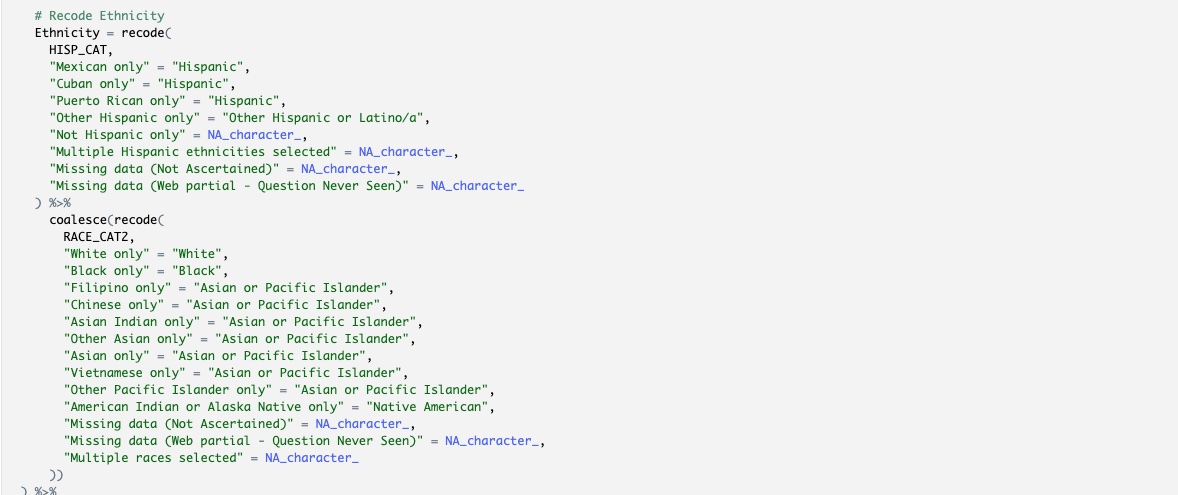 # Recode Ethnicity
Ethnicity = recode(
HISP_CAT,
"Mexican only" = "Hispanic",
"Cuban only" = "Hispanic",
"Puerto Rican only" = "Hispanic",
"Other Hispanic only" = "Other Hispanic or Latino/a",
"Not Hispanic only" = NA_character_,
"Multiple Hispanic ethnicities selected" = NA_character_,
"Missing data (Not Ascertained)" = NA_character_,
"Missing data (Web partial - Question Never Seen)" = NA_character_
) %>%
coalesce(recode(
RACE_CAT2,
"White only" = "White",
"Black only" = "Black",
"Filipino only" = "Asian or Pacific Islander",
"Chinese only" = "Asian or Pacific Islander",
"Asian Indian only" = "Asian or Pacific Islander",
"Other Asian only" = "Asian or Pacific Islander",
"Asian only" = "Asian or Pacific Islander",
"Vietnamese only" = "Asian or Pacific Islander",
"Other Pacific Islander only" = "Asian or Pacific Islander",
"American Indian or Alaska Native only" = "Native American",
"Missing data (Not Ascertained)" = NA_character_,
"Missing data (Web partial - Question Never Seen)" = NA_character_,
"Multiple races selected" = NA_character_
))
) %>%